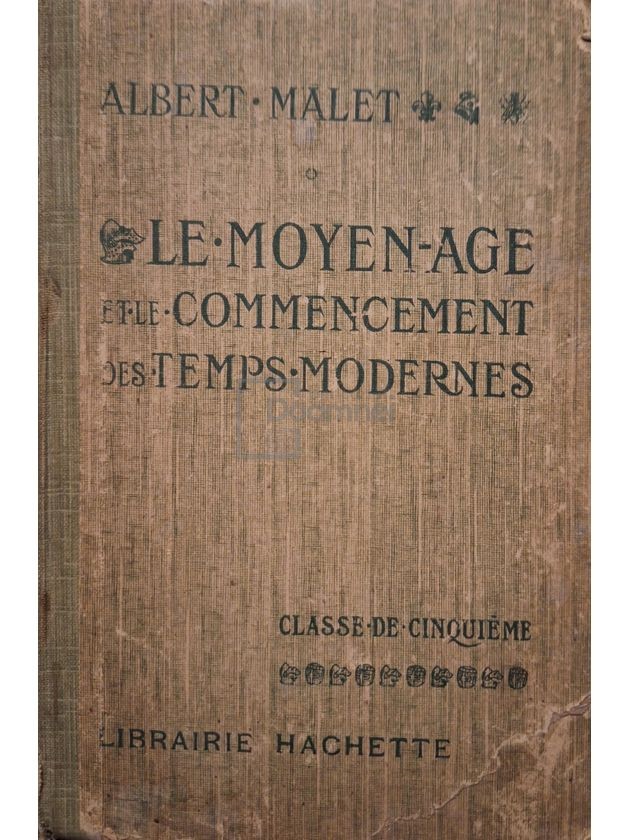 ALBERT · MALET
LE · MOYEN-AGE
ET · LE · COMMENCEMENT
DES · TEMPS · MODERNES
CLASSE · DE · CINQUIÈME
LIBRAIRIE HACHETTE